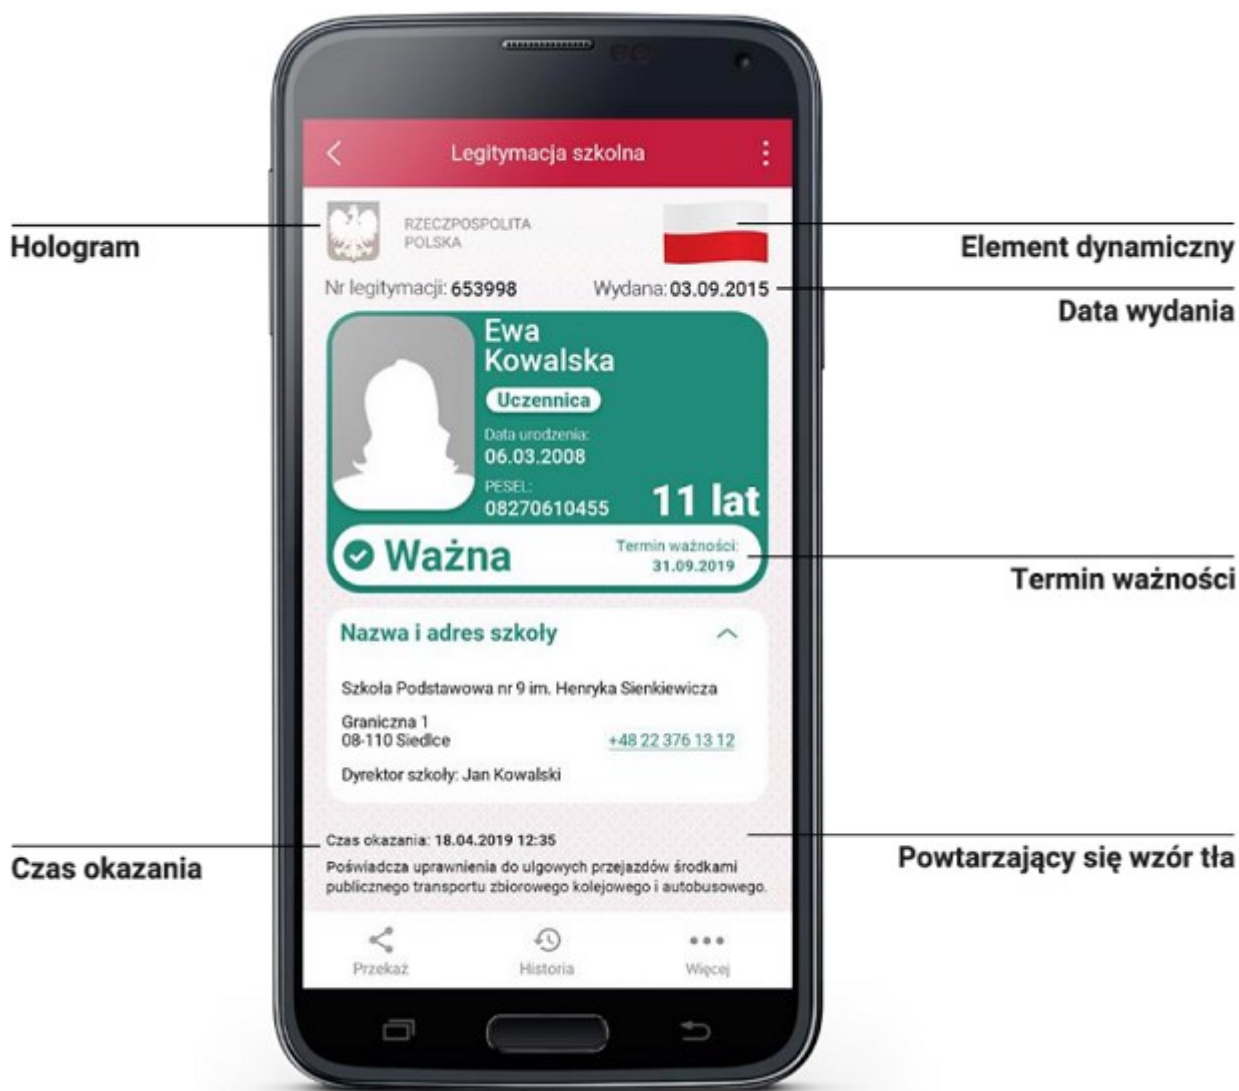 Legitymacja szkolna
RZECZPOSPOLITA
POLSKA
Hologram
Element dynamiczny
Nr legitymacji: 653998
Wydana: 03.09.2015
Data wydania
Ewa
Kowalska
Uczennica
Data urodzenia:
06.03.2008
PESEL:
08270610455
11 lat
Ważna
Termin ważności:
31.09.2019
Termin ważności
Nazwa i adres szkoły
Szkoła Podstawowa nr 9 im. Henryka Sienkiewicza
Graniczna 1
08-110 Siedlce
+48 22 376 13 12
Dyrektor szkoły: Jan Kowalski
Czas okazania: 18.04.2019 12:35
Czas okazania
Powtarzający się wzór tła
Poświadcza uprawnienia do ulgowych przejazdów środkami
publicznego transportu zbiorowego kolejowego i autobusowego.
Przekaż
Historia
Więcej